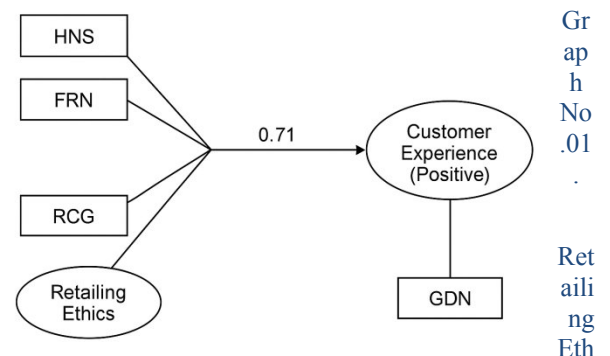 HNS
FRN
0.71
Customer
Experience
(Positive)
RCG
Retailing
Ethics
GDN
Gr
ap
h
No
.01
.
Ret
aili
ng
Eth